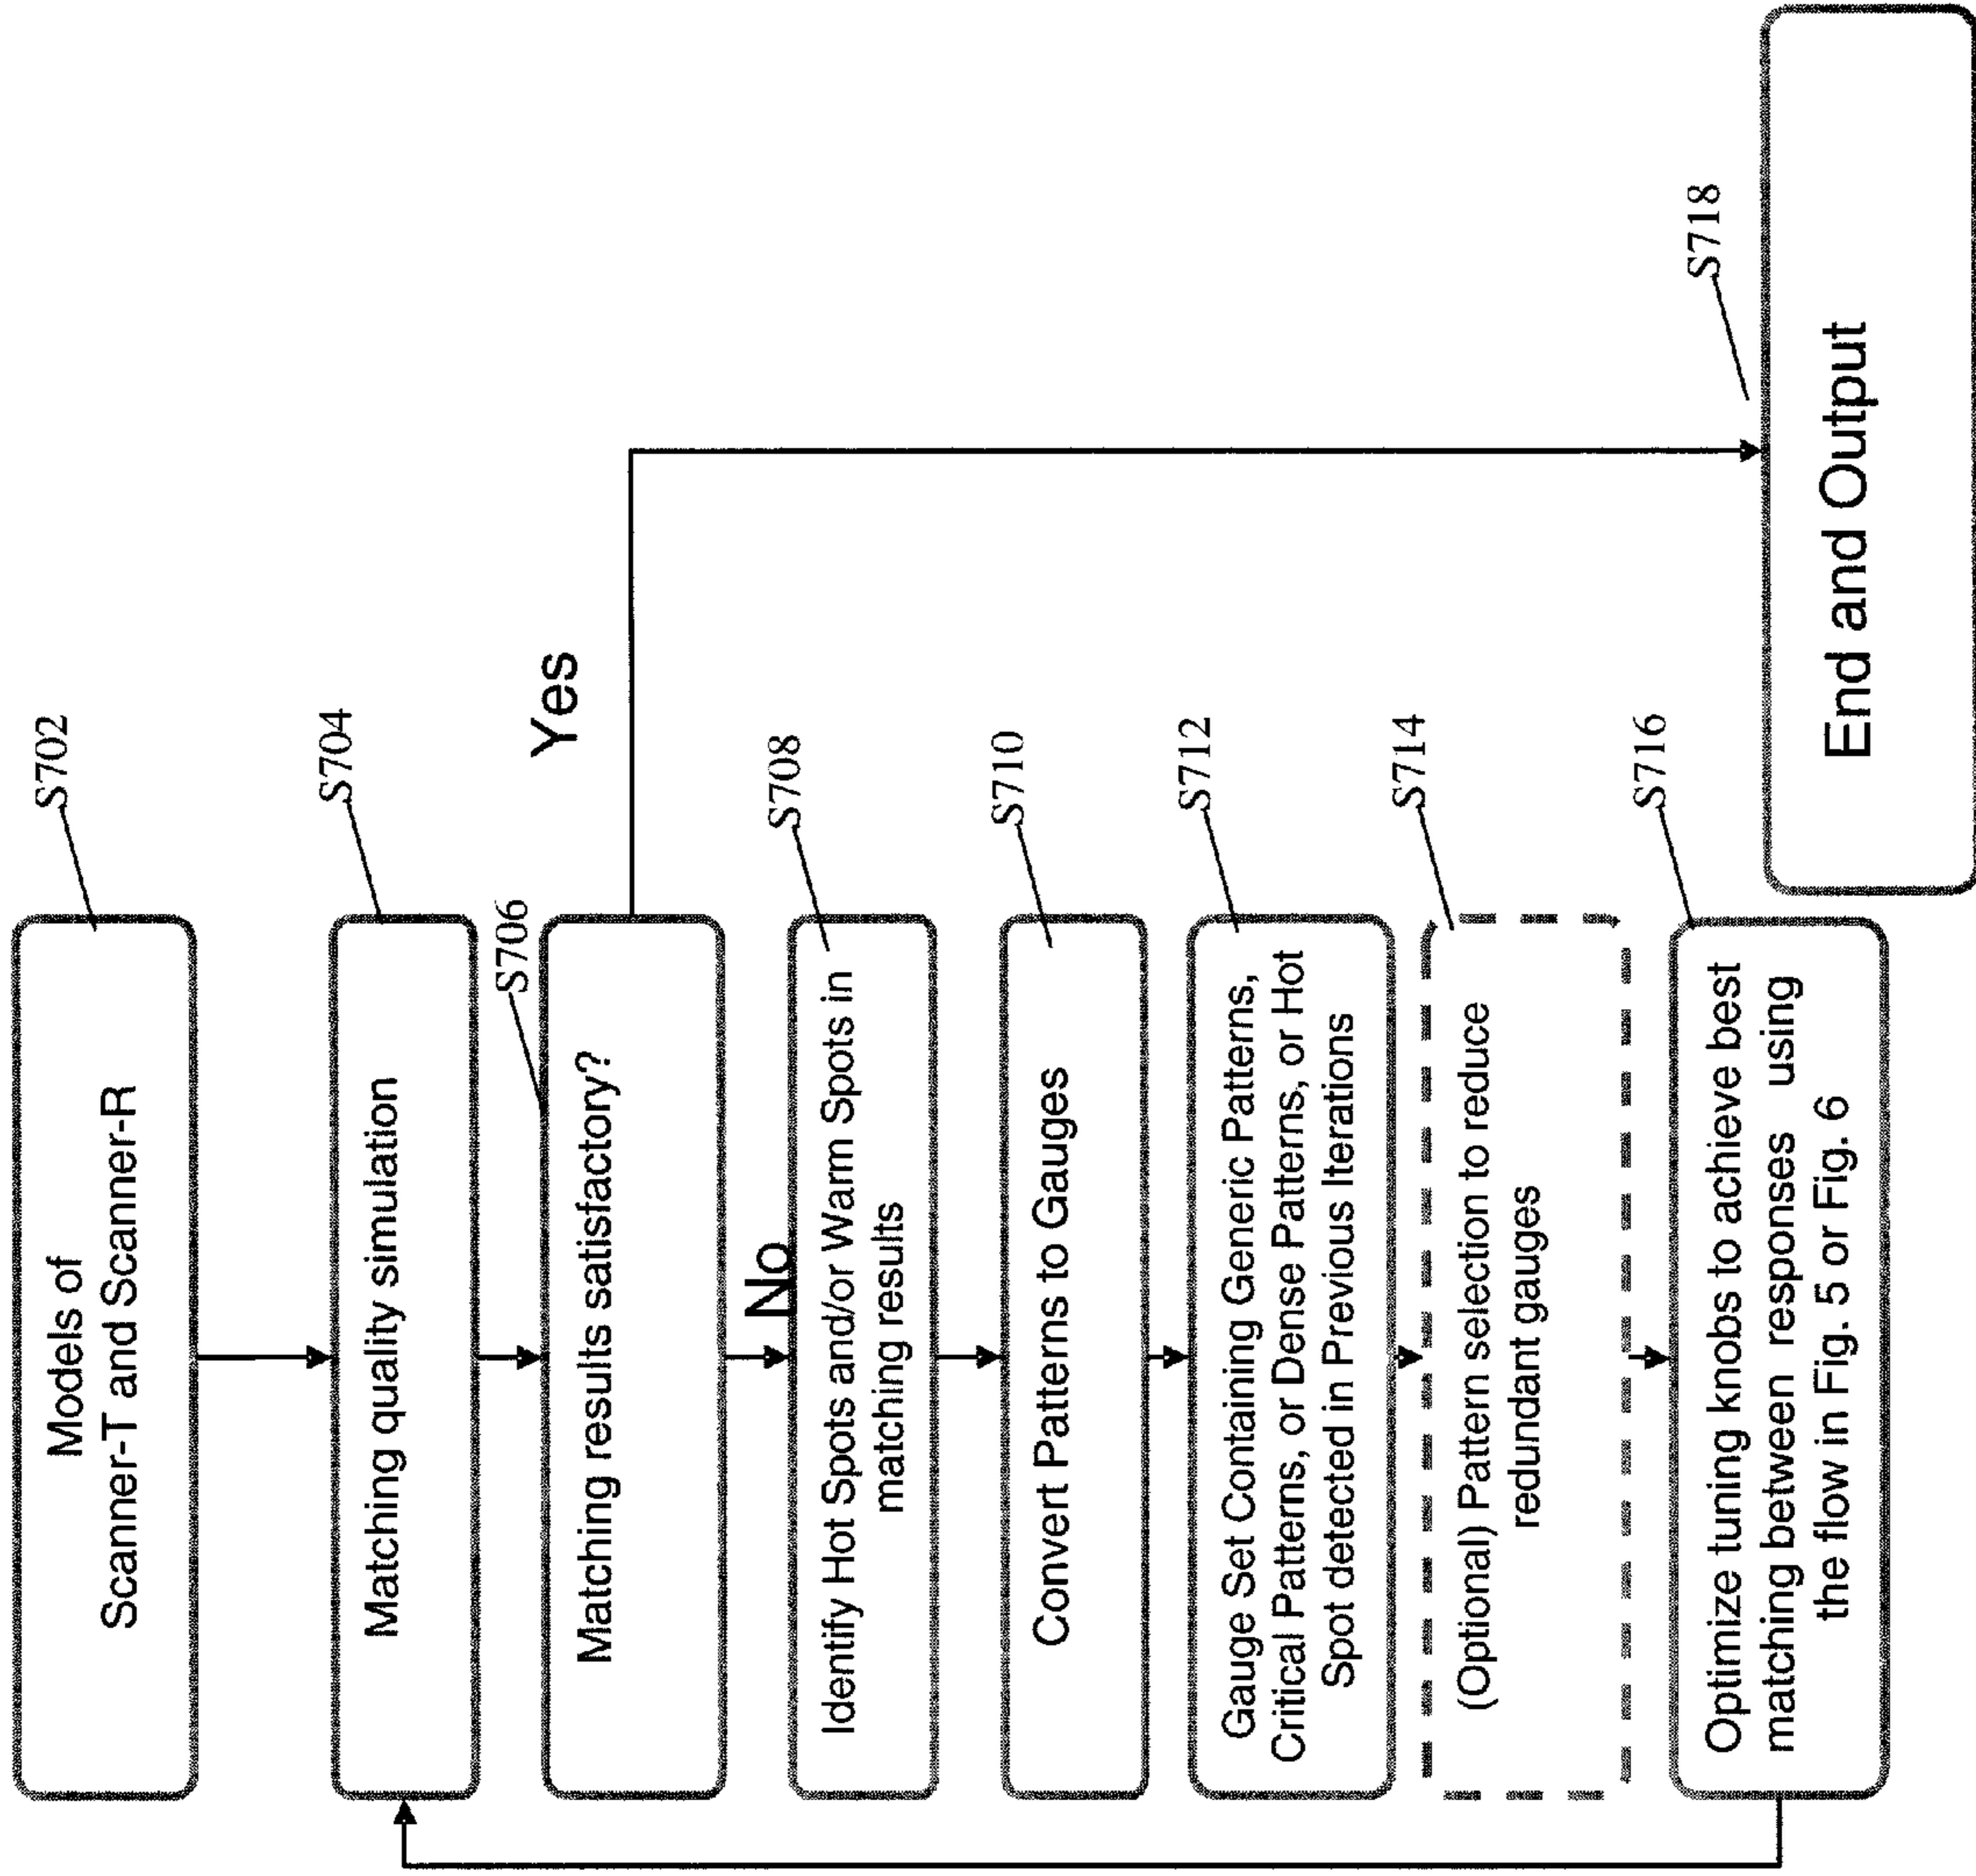 S702
Models of
Scanner-T and Scanner-R
S704
Matching quality simulation
S706
Matching results satisfactory?
Yes
No
S708
Identify Hot Spots and/or Warm Spots in
matching results
S710
Convert Patterns to Gauges
S712
Gauge Set Containing Generic Patterns,
Critical Patterns, or Dense Patterns, or Hot
Spot detected in Previous Iterations
S714
(Optional) Pattern selection to reduce
redundant gauges
S716
Optimize tuning knobs to achieve best
matching between responses using
the flow in Fig. 5 or Fig. 6
S718
End and Output